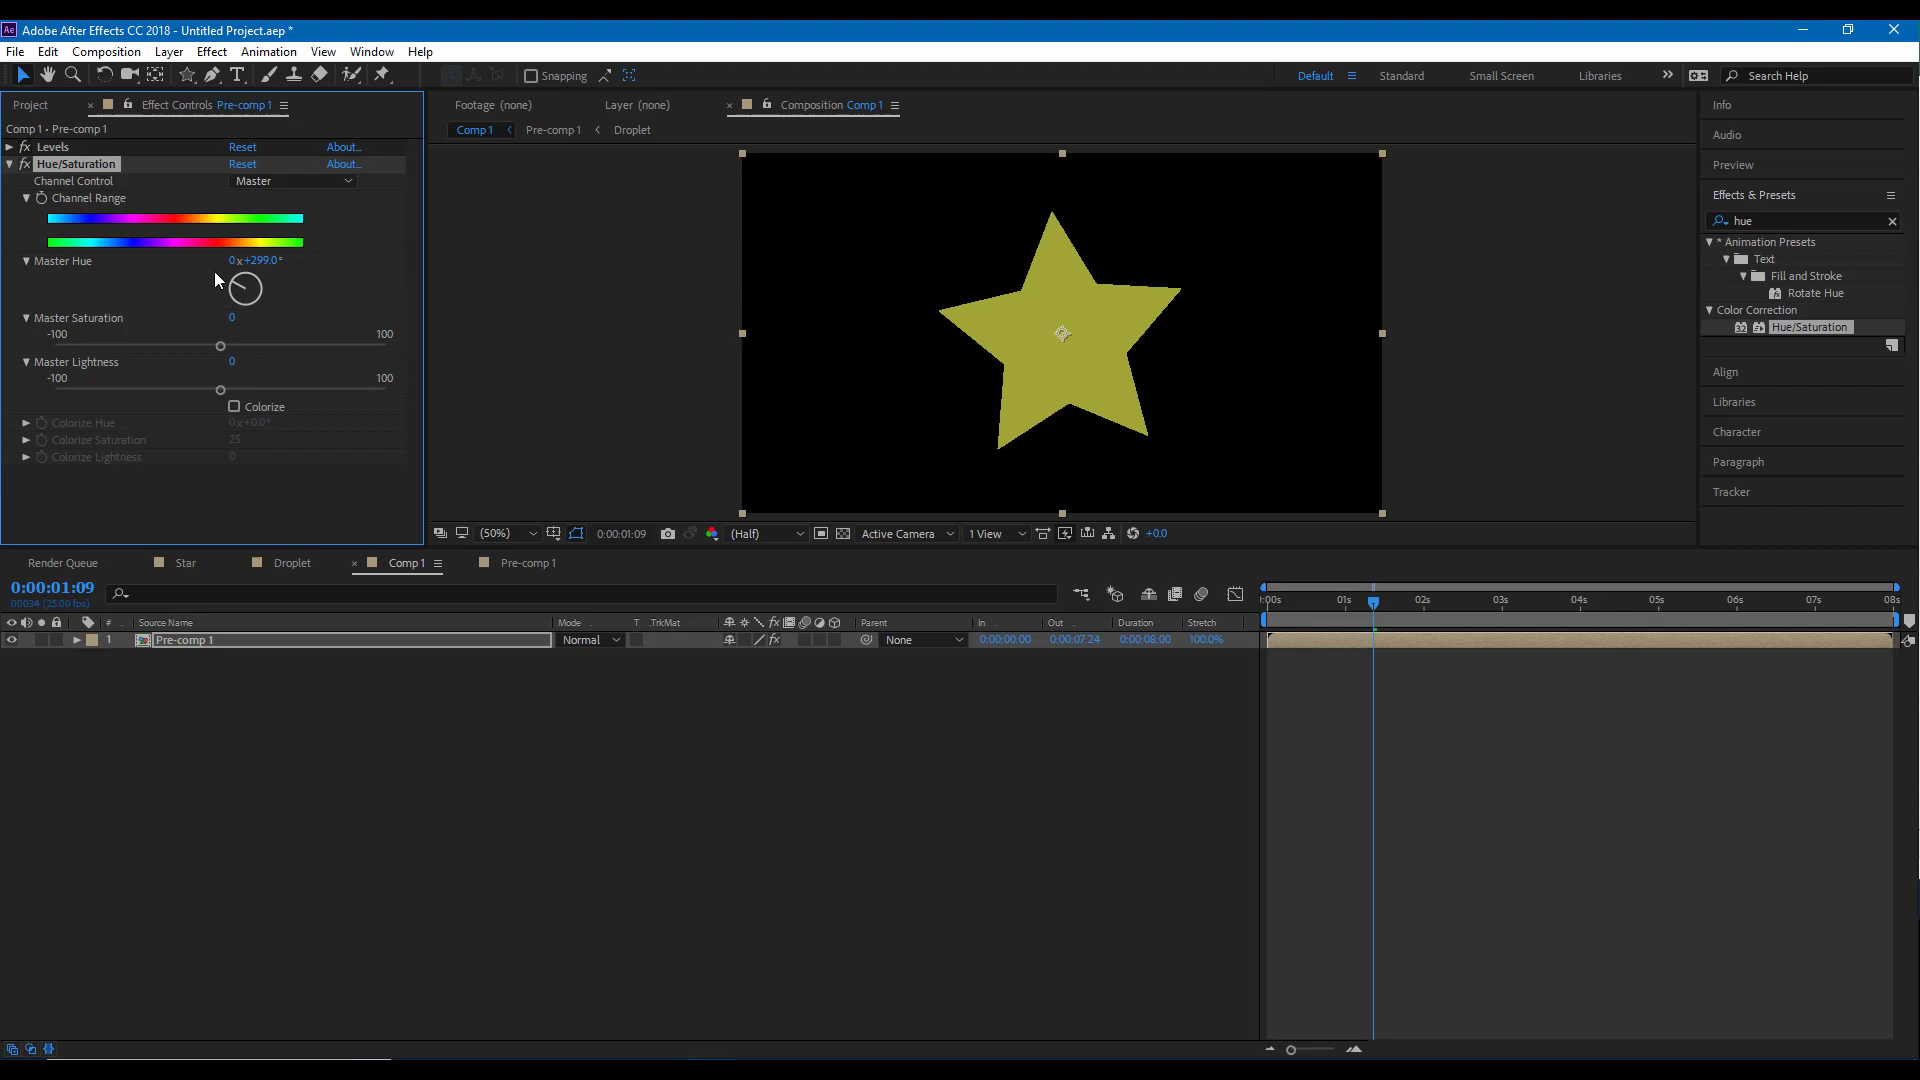 Ae Adobe After Effects CC 2018 - Untitled Project.aep *
File Edit Composition Layer Effect Animation View Window Help
Snapping
Default Standard Small Screen Libraries Search Help
Project Effect Controls Pre-comp 1
Comp 1 • Pre-comp 1
fx Levels Reset About...
fx Hue/Saturation Reset About...
Channel Control Master
Channel Range
Master Hue 0x+299.0°
Master Saturation 0
-100 100
Master Lightness 0
-100 100
Colorize
Colorize Hue 0x+0.0°
Colorize Saturation 25
Colorize Lightness 0
Footage (none) Layer (none) Composition Comp 1
Comp 1 Pre-comp 1 Droplet
(50%) 0:00:01:09 (Half) Active Camera 1 View +0.0
Info
Audio
Preview
Effects & Presets
hue
* Animation Presets
Text
Fill and Stroke
Rotate Hue
Color Correction
32 Hue/Saturation
Align
Libraries
Character
Paragraph
Tracker
Render Queue Star Droplet Comp 1 Pre-comp 1
0:00:01:09
00034 (25.00 fps)
:00s 01s 02s 03s 04s 05s 06s 07s 08s
# Source Name Mode T .TrkMat fx Parent In Out Duration Stretch
1 Pre-comp 1 Normal fx None 0:00:00:00 0:00:07:24 0:00:08:00 100.0%